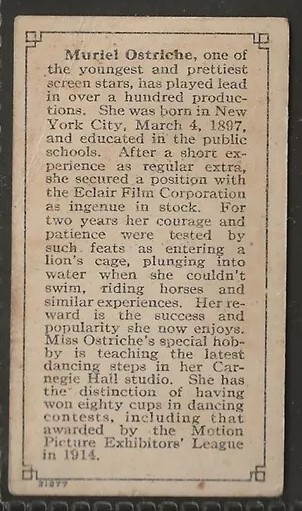 Muriel Ostriche, one of
the youngest and prettiest
screen stars, has played lead
in over a hundred produc-
tions. She was born in New
York City, March 4, 1897,
and educated in the public
schools. After a short ex-
perience as regular extra,
she secured a position with
the Eclair Film Corporation
as ingenue in stock. For
two years her courage and
patience were tested by
such feats as entering a
lion's cage, plunging into
water when she couldn't
swim, riding horses and
similar experiences. Her re-
ward is the success and
popularity she now enjoys.
Miss Ostriche's special hob-
by is teaching the latest
dancing steps in her Car-
negie Hall studio. She has
the distinction of having
won eighty cups in dancing
contests, including that
awarded by the Motion
Picture Exhibitors' League
in 1914.
31877